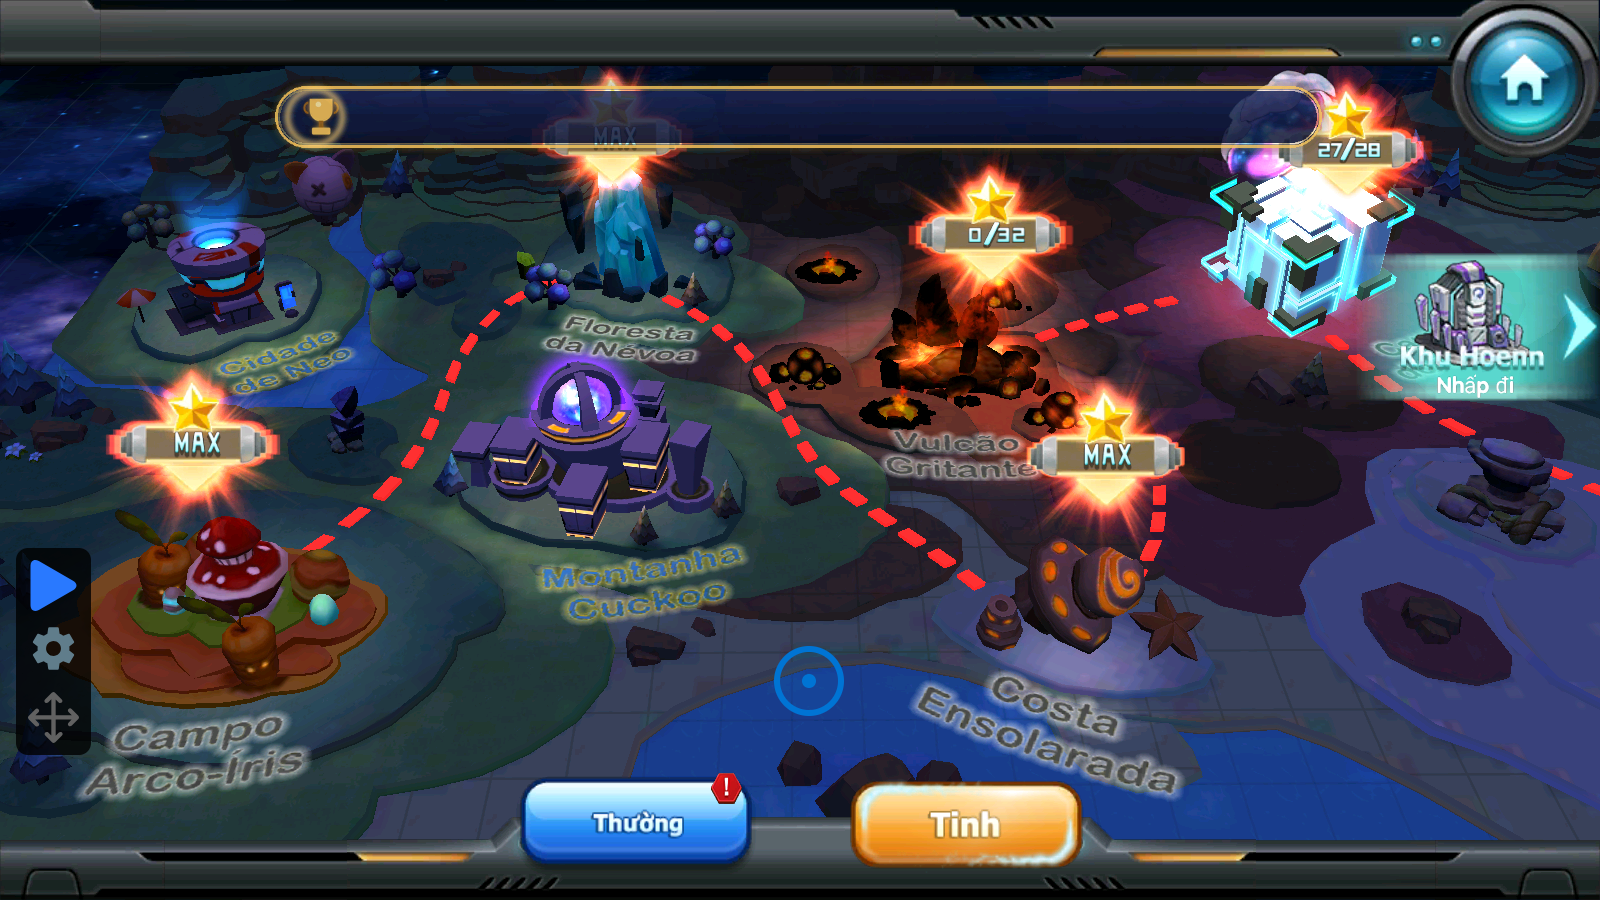 MAX
27/28
0/32
Cidade
de Neo
Floresta
da Névoa
Khu Hoenn
Nhấp đi
MAX
Vulcão
Gritante
MAX
Montanha
Cuckoo
Campo
Arco-Íris
Costa
Ensolarada
!
Thường
Tinh